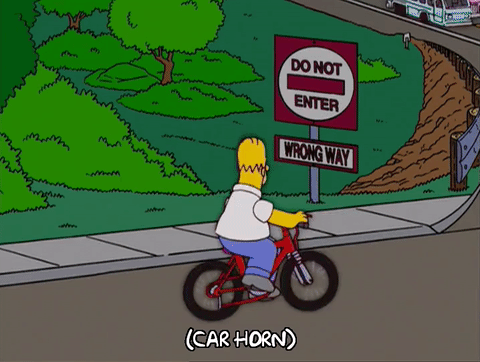 DO NOT
ENTER
WRONG WAY
(CAR HORN)